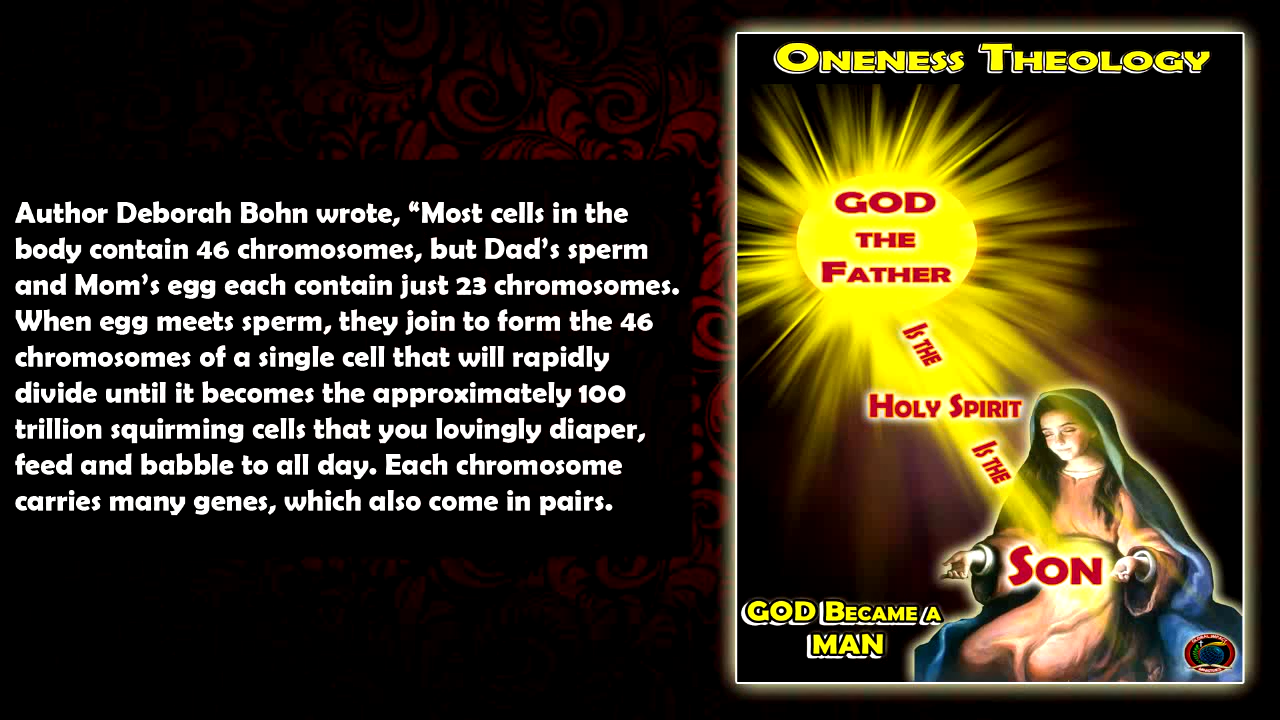 Author Deborah Bohn wrote, “Most cells in the
body contain 46 chromosomes, but Dad’s sperm
and Mom’s egg each contain just 23 chromosomes.
When egg meets sperm, they join to form the 46
chromosomes of a single cell that will rapidly
divide until it becomes the approximately 100
trillion squirming cells that you lovingly diaper,
feed and babble to all day. Each chromosome
carries many genes, which also come in pairs.
ONENESS THEOLOGY
GOD
THE
FATHER
IS THE
HOLY SPIRIT
IS THE
SON
GOD BECAME A
MAN
GLOBAL IMPACT
MINISTRIES